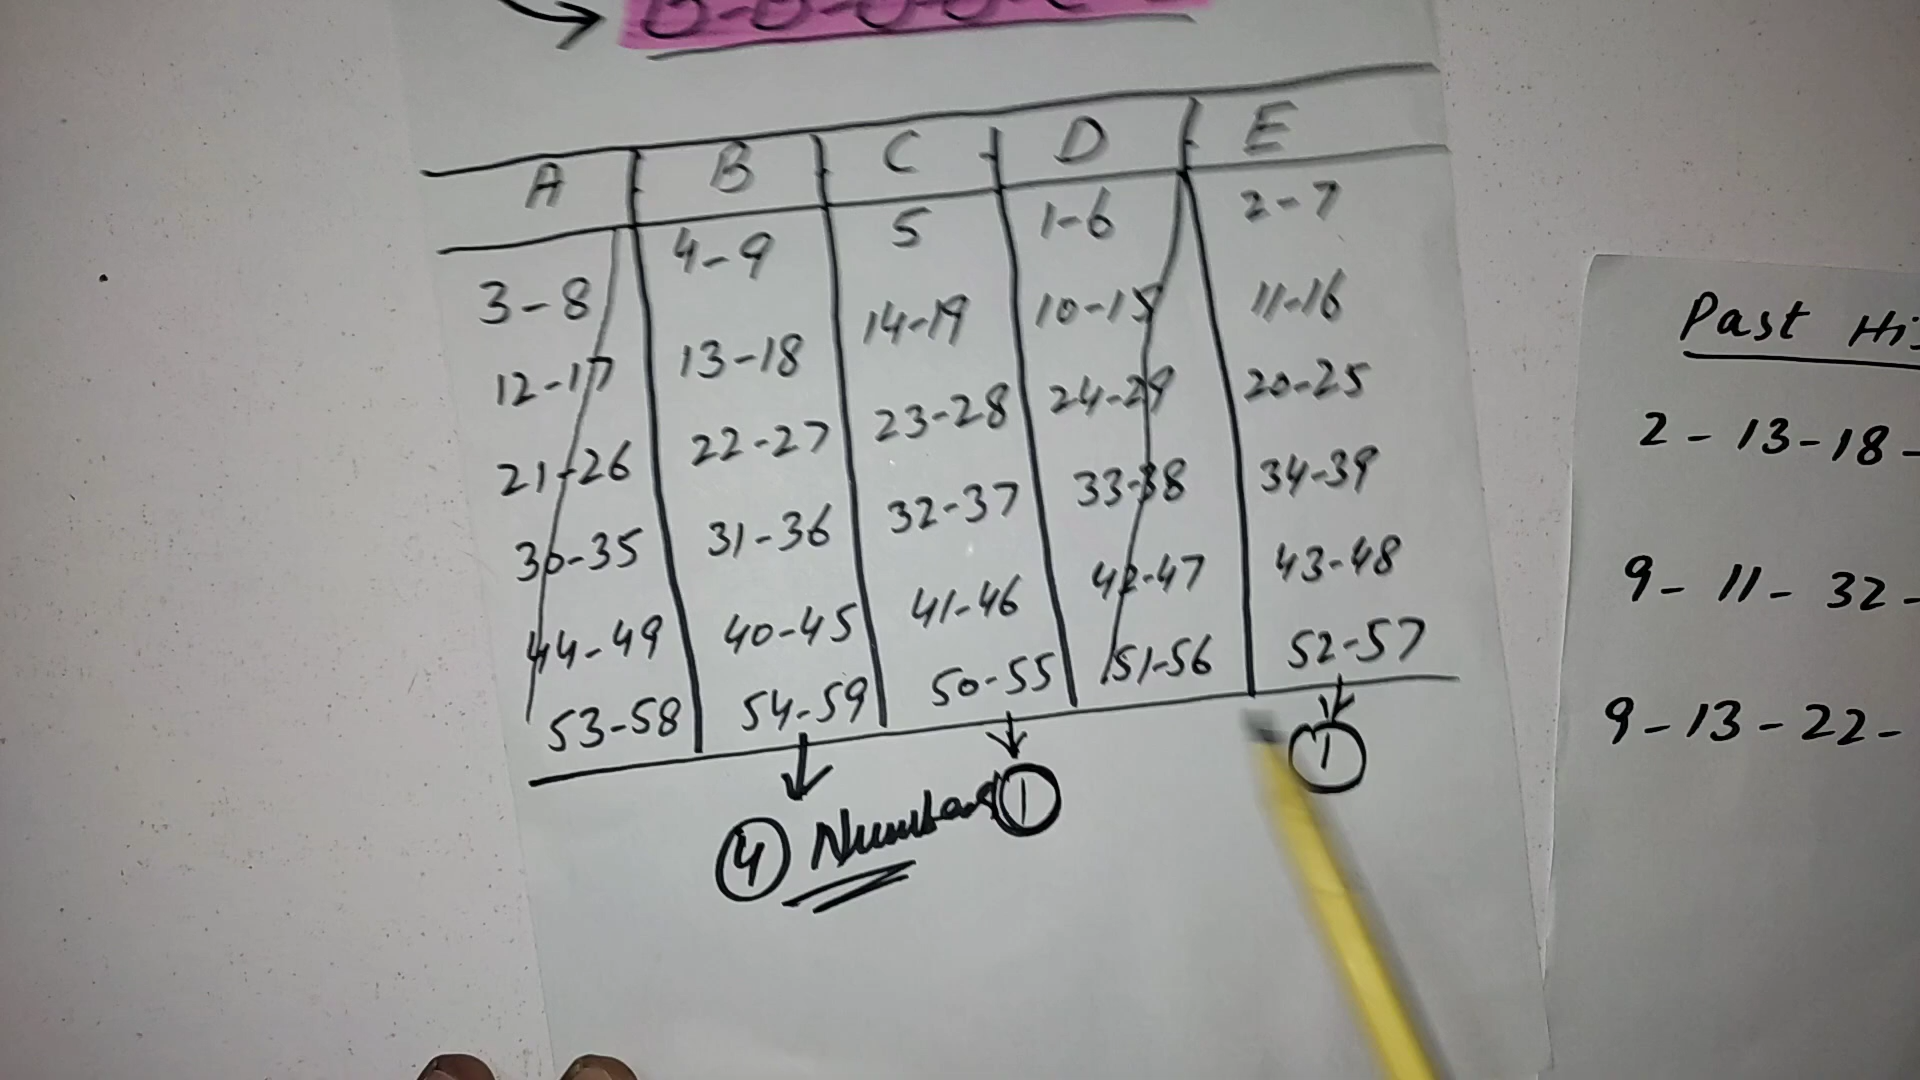 A B C D E
3-8 4-9 5 1-6 2-7
12-17 13-18 14-19 10-15 11-16
21-26 22-27 23-28 24-29 20-25
30-35 31-36 32-37 33-38 34-39
44-49 40-45 41-46 42-47 43-48
53-58 54-59 50-55 51-56 52-57
4 Numbers 1 1
Past Hi
2-13-18-
9-11-32-
9-13-22-